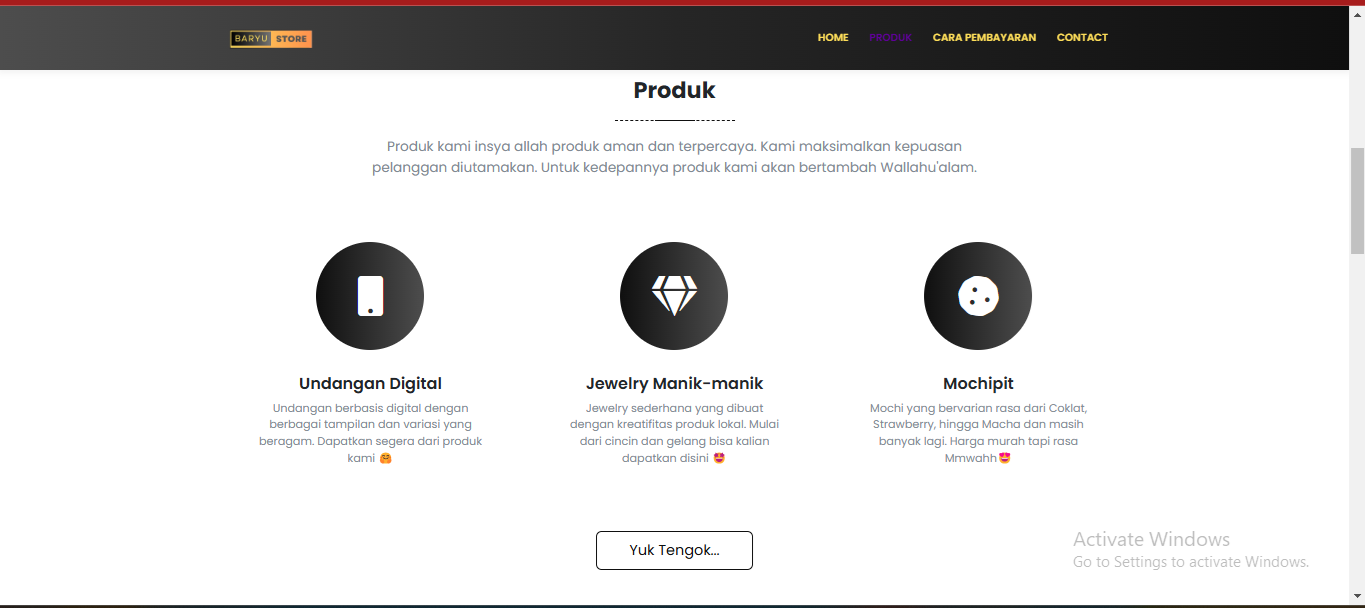 BARYU STORE
HOME PRODUK CARA PEMBAYARAN CONTACT
Produk
Produk kami insya allah produk aman dan terpercaya. Kami maksimalkan kepuasan
pelanggan diutamakan. Untuk kedepannya produk kami akan bertambah Wallahu'alam.
Undangan Digital
Undangan berbasis digital dengan
berbagai tampilan dan variasi yang
beragam. Dapatkan segera dari produk
kami 🤗
Jewelry Manik-manik
Jewelry sederhana yang dibuat
dengan kreatifitas produk lokal. Mulai
dari cincin dan gelang bisa kalian
dapatkan disini 🤩
Mochipit
Mochi yang bervarian rasa dari Coklat,
Strawberry, hingga Macha dan masih
banyak lagi. Harga murah tapi rasa
Mmwahh🤩
Yuk Tengok...
Activate Windows
Go to Settings to activate Windows.